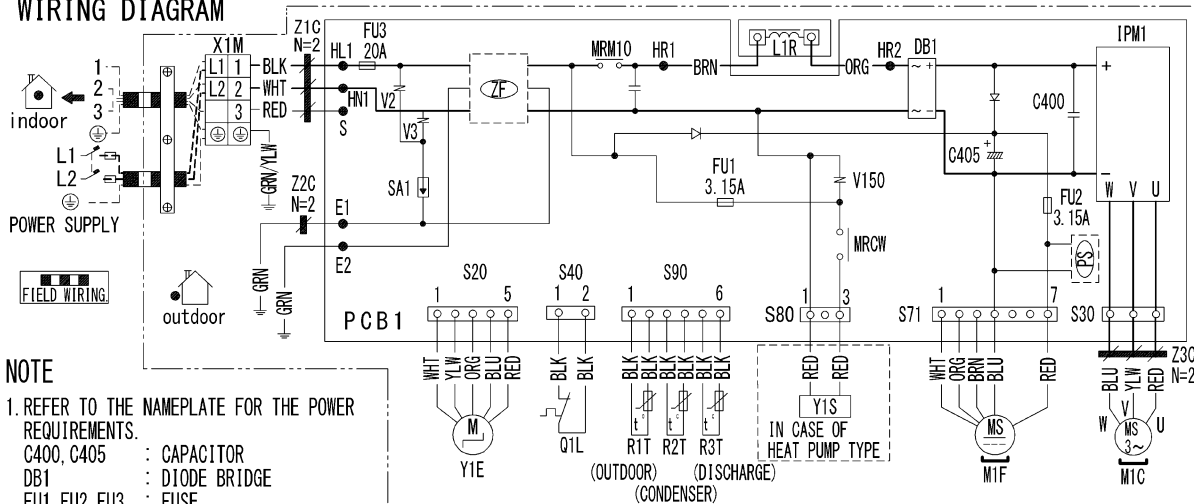 WIRING DIAGRAM
X1M
Z1C
N=2
HL1
FU3
20A
MRM10
HR1
L1R
HR2
DB1
IPM1
L1 1 BLK
L2 2 WHT
3 RED
1
2
3
indoor
HN1
S
V2
V3
ZF
BRN
ORG
C400
C405
L1
L2
POWER SUPPLY
GRN/YLW
Z2C
N=2
SA1
E1
E2
FU1
3.15A
V150
MRCW
FU2
3.15A
PS
W V U
FIELD WIRING.
outdoor
GRN
GRN
PCB1
S20
1 5
S40
1 2
S90
1 6
S80
1 3
S71
1 7
S30
WHT YLW ORG BLU RED
BLK BLK
BLK BLK BLK BLK BLK BLK
RED RED
WHT ORG BRN BLU RED
BLU YLW RED
Z3C
N=2
M
Y1E
Q1L
t° t° t°
R1T R2T R3T
(OUTDOOR) (DISCHARGE)
(CONDENSER)
Y1S
IN CASE OF
HEAT PUMP TYPE
MS
M1F
W V U
MS
3~
M1C
NOTE
1. REFER TO THE NAMEPLATE FOR THE POWER
REQUIREMENTS.
C400, C405 : CAPACITOR
DB1 : DIODE BRIDGE
FU1, FU2, FU3 : FUSE